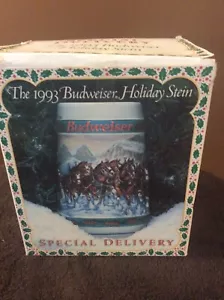 The 1993 Budweiser Holiday Stein
Budweiser
SPECIAL DELIVERY